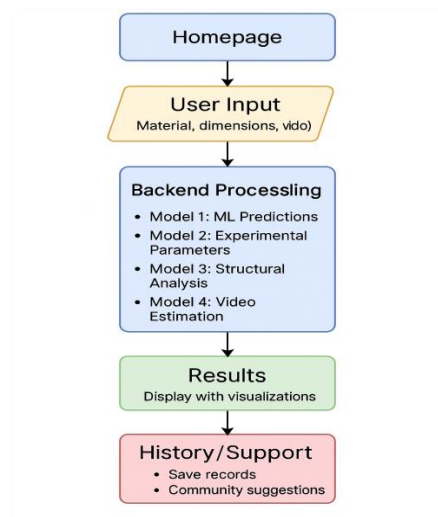 Homepage
User Input
Material, dimensions, vido)
Backend Processling
• Model 1: ML Predictions
• Model 2: Experimental
Parameters
• Model 3: Structural
Analysis
• Model 4: Video
Estimation
Results
Display with visualizations
History/Support
• Save records
• Community suggestions